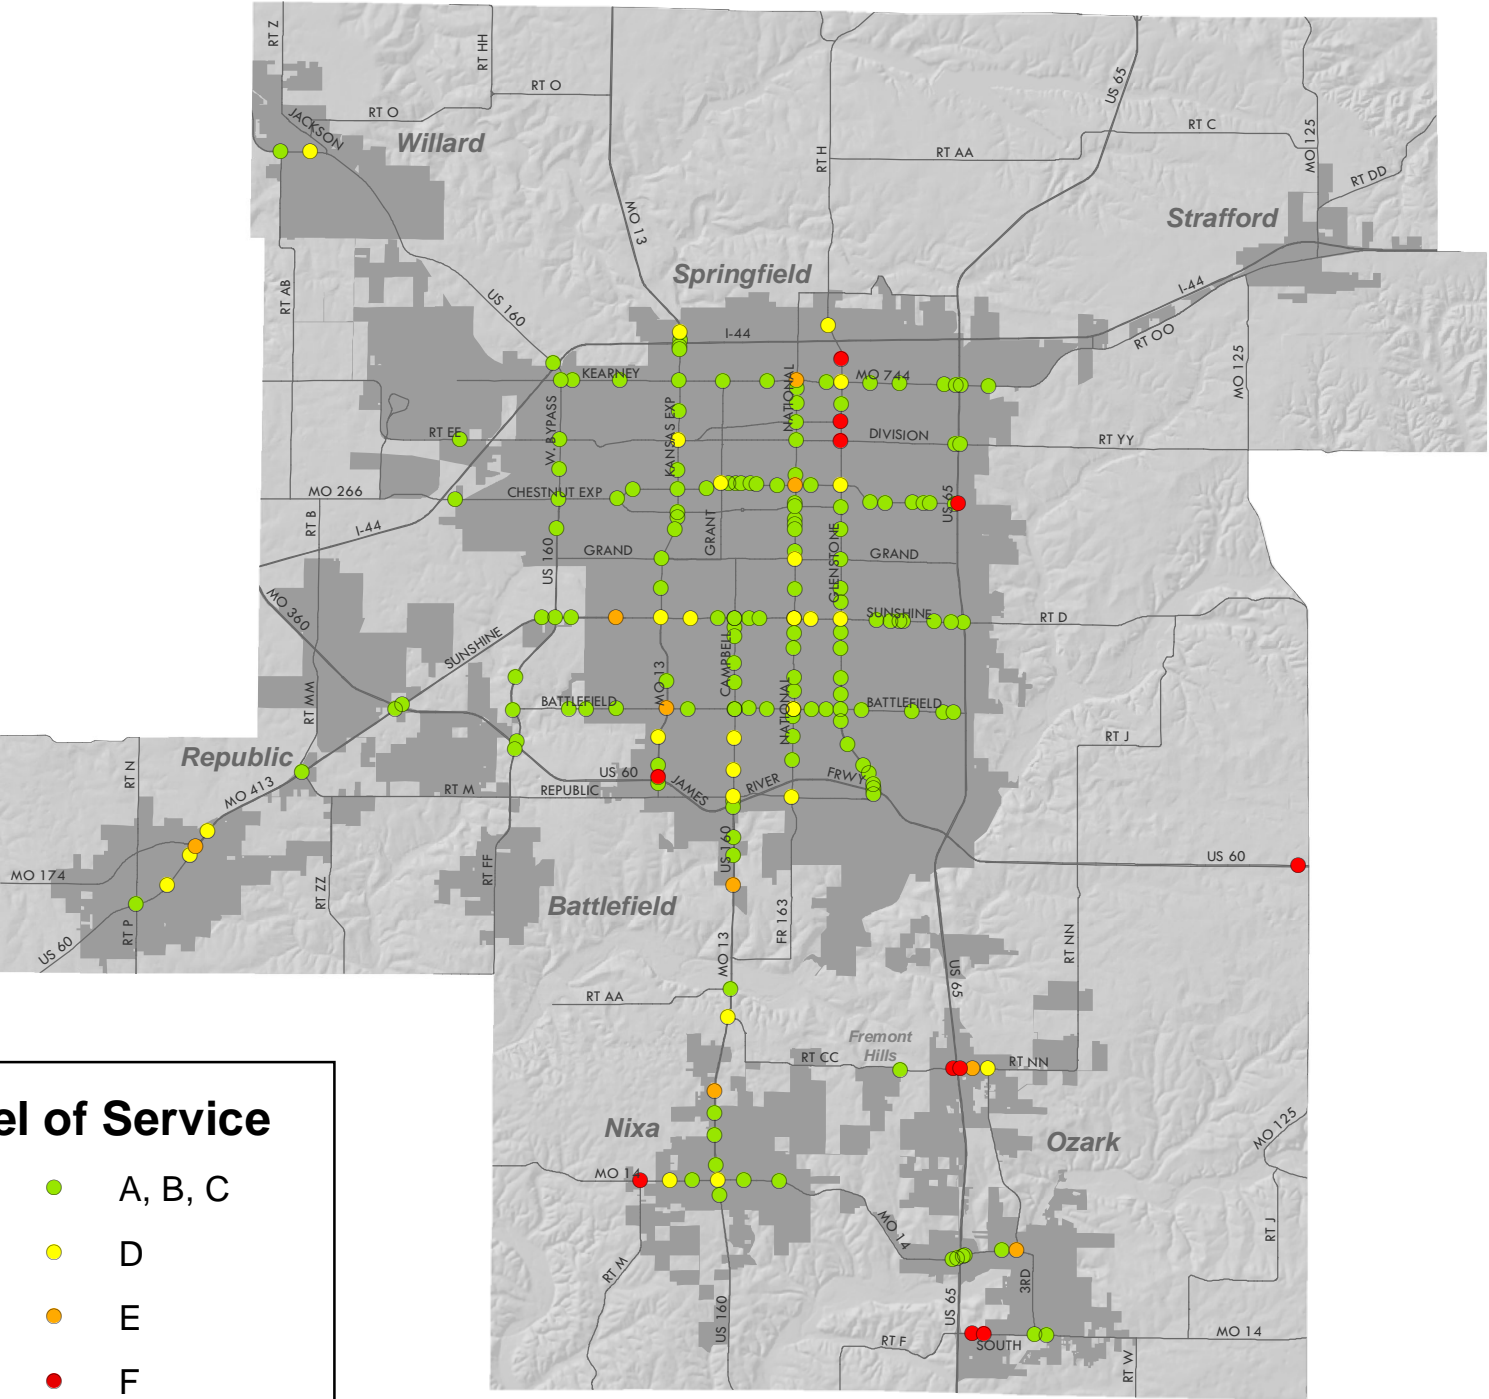 RT Z
RT HH
RT O
RT O
JACKSON
Willard
MO 13
RT H
US 65
RT C
RT AA
MO 125
RT DD
Strafford
Springfield
RT AB
US 160
I-44
I-44
RT OO
MO 125
KEARNEY
MO 744
NATIONAL
KANSAS EXP
W. BYPASS
RT EE
DIVISION
RT YY
MO 266
CHESTNUT EXP
US 65
RT B
I-44
GRANT
GLENSTONE
US 160
GRAND
GRAND
MO 360
SUNSHINE
SUNSHINE
RT D
CAMPBELL
MO 13
RT MM
BATTLEFIELD
NATIONAL
BATTLEFIELD
RT J
Republic
RT N
MO 413
US 60
JAMES
RIVER
FRWY
RT M
REPUBLIC
US 160
US 60
MO 174
RT ZZ
RT FF
Battlefield
FR 163
RT P
US 60
MO 13
US 65
RT NN
RT AA
Fremont
Hills
RT CC
RT NN
Nixa
Ozark
MO 125
MO 14
MO 14
RT J
RT M
3RD
US 160
US 65
RT F
SOUTH
MO 14
RT W
el of Service
A, B, C
D
E
F